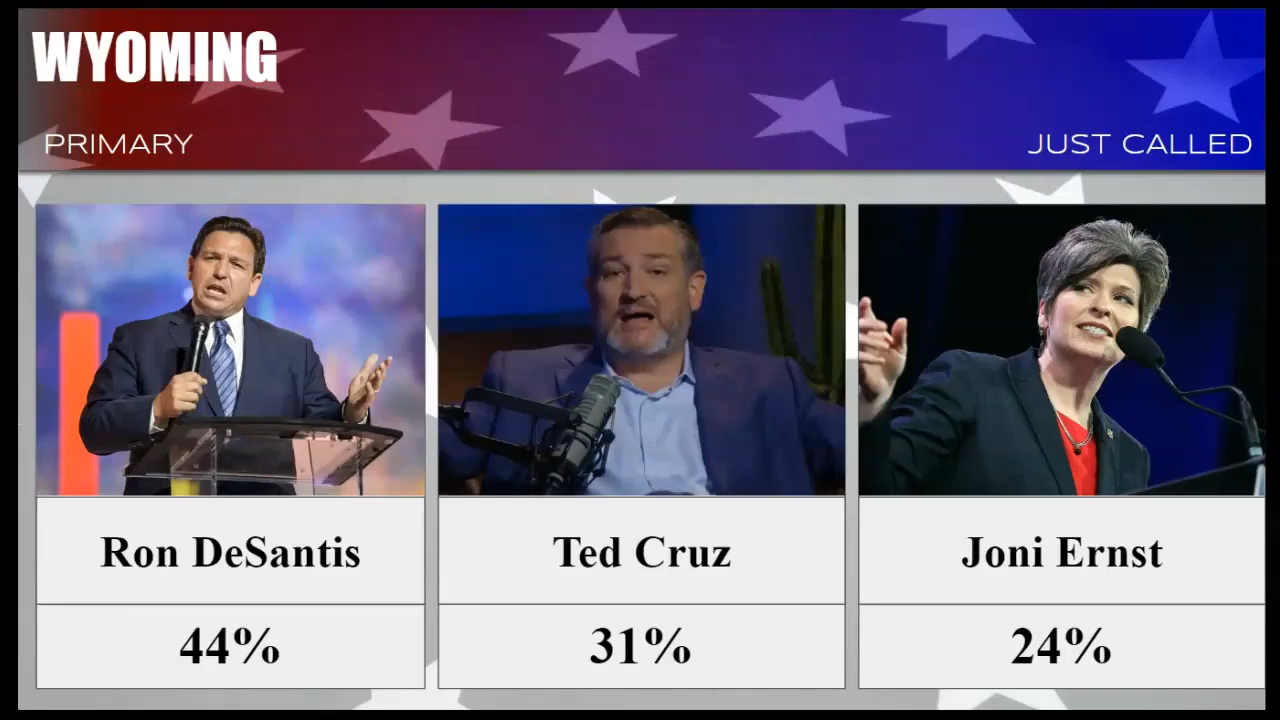 WYOMING
PRIMARY
JUST CALLED
Ron DeSantis
Ted Cruz
Joni Ernst
44%
31%
24%